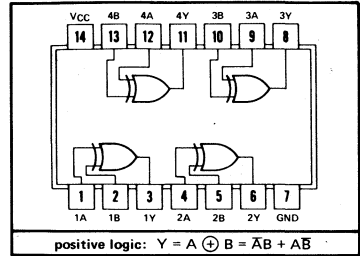 VCC 4B 4A 4Y 3B 3A 3Y
14 13 12 11 10 9 8
1 2 3 4 5 6 7
1A 1B 1Y 2A 2B 2Y GND
positive logic: Y = A ⊕ B = A̅B + AB̅